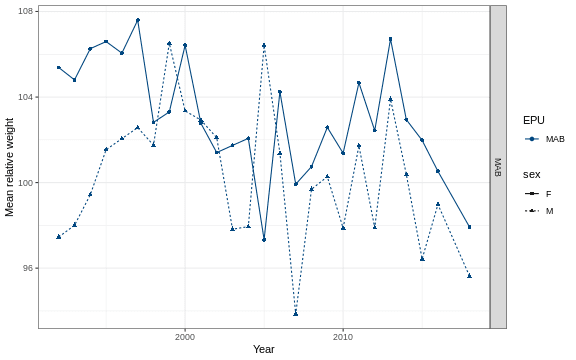 108
104
100
96
Mean relative weight
2000
2010
Year
MAB
EPU
MAB
sex
F
M